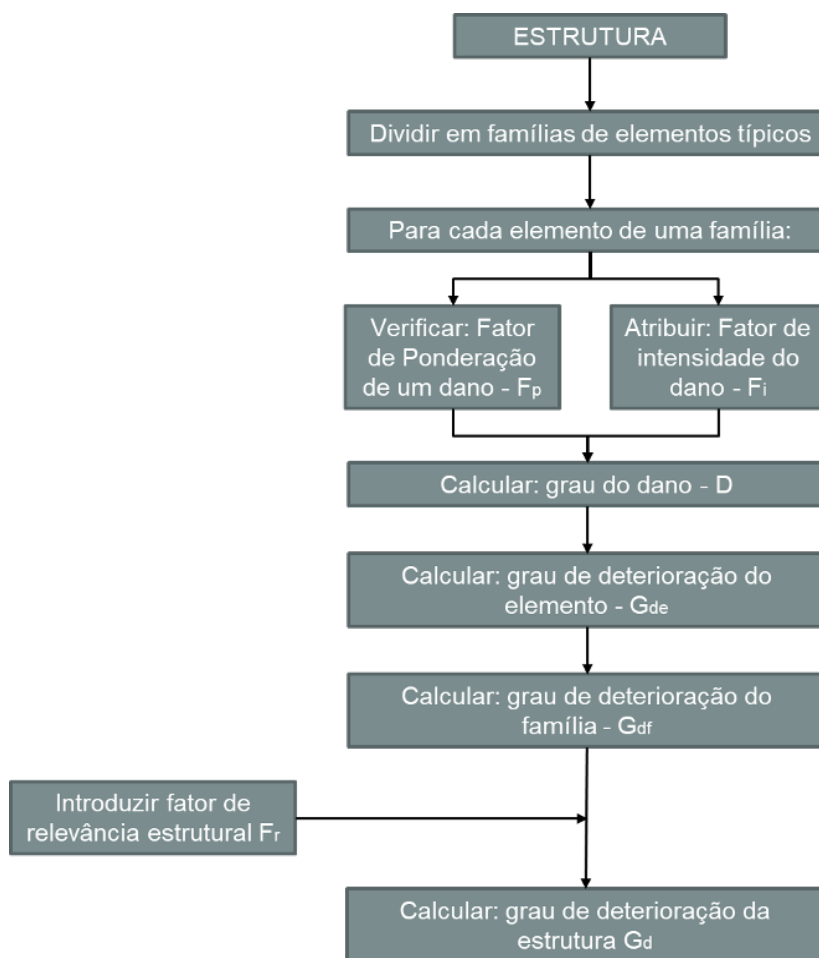 ESTRUTURA
Dividir em famílias de elementos típicos
Para cada elemento de uma família:
Verificar: Fator
de Ponderação
de um dano - Fp
Atribuir: Fator de
intensidade do
dano - Fi
Calcular: grau do dano - D
Calcular: grau de deterioração do
elemento - Gde
Calcular: grau de deterioração do
família - Gdf
Introduzir fator de
relevância estrutural Fr
Calcular: grau de deterioração da
estrutura Gd